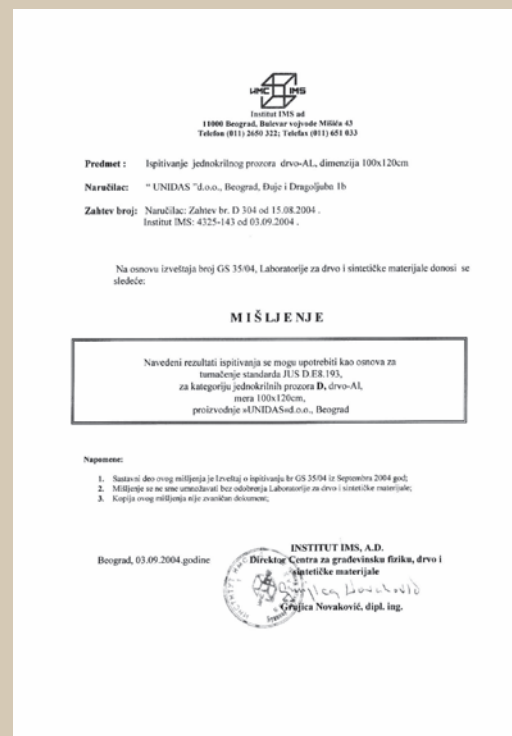 ИМС IMS
Institut IMS ad
11000 Beograd, Bulevar vojvode Mišića 43
Telefon (011) 2650 322; Telefax (011) 651 033
Predmet : Ispitivanje jednokrilnog prozora drvo-AL, dimenzija 100x120cm
Naručilac: “ UNIDAS ”d.o.o., Beograd, Đuje i Dragoljuba 1b
Zahtev broj: Naručilac: Zahtev br. D 304 od 15.08.2004 .
Institut IMS: 4325-143 od 03.09.2004 .
Na osnovu izveštaja broj GS 35/04, Laboratorije za drvo i sintetičke materijale donosi se
sledeće:
M I Š LJ E NJ E
Navedeni rezultati ispitivanja se mogu upotrebiti kao osnova za
tumačenje standarda JUS D.E8.193,
za kategoriju jednokrilnih prozora D, drvo-Al,
mera 100x120cm,
proizvodnje »UNIDAS«d.o.o., Beograd
Napomene:
1. Sastavni deo ovog mišljenja je Izveštaj o ispitivanju br GS 35/04 iz Septembra 2004 god;
2. Mišljenje se ne sme umnožavati bez odobrenja Laboratorije za drvo i sintetičke materijale;
3. Kopija ovog mišljenja nije zvaničan dokument;
INSTITUT IMS, A.D.
Beograd, 03.09.2004.godine Direktor Centra za građevinsku fiziku, drvo i
sintetičke materijale
Grujica Novaković
Grujica Novaković, dipl. ing.